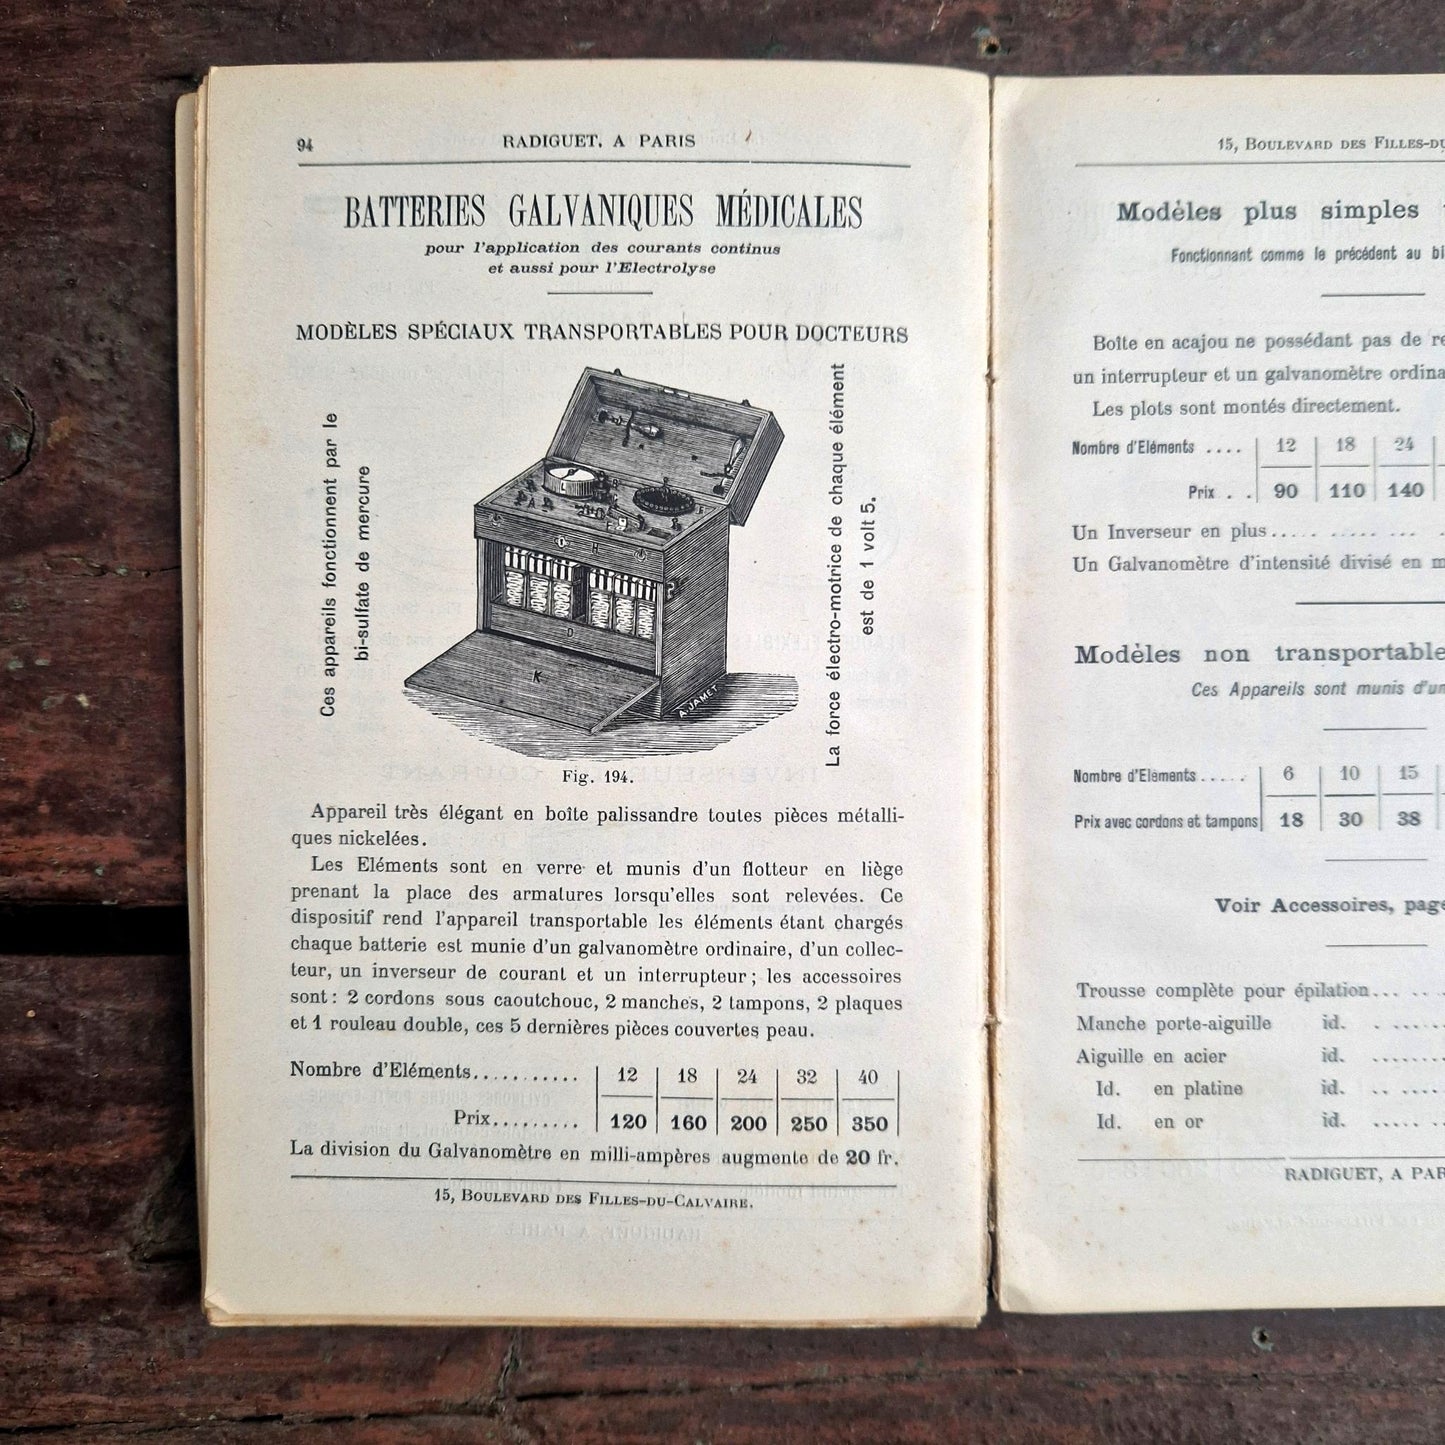 94
RADIGUET, A PARIS
BATTERIES GALVANIQUES MÉDICALES
pour l'application des courants continus
et aussi pour l'Electrolyse
MODÈLES SPÉCIAUX TRANSPORTABLES POUR DOCTEURS
Ces appareils fonctionnent par le
bi-sulfate de mercure
La force électro-motrice de chaque élément
est de 1 volt 5.
L
A
F
H
D
K
A. JAMET
Fig. 194.
Appareil très élégant en boîte palissandre toutes pièces métalli-
ques nickelées.
Les Eléments sont en verre et munis d'un flotteur en liège
prenant la place des armatures lorsqu'elles sont relevées. Ce
dispositif rend l'appareil transportable les éléments étant chargés
chaque batterie est munie d'un galvanomètre ordinaire, d'un collec-
teur, un inverseur de courant et un interrupteur; les accessoires
sont: 2 cordons sous caoutchouc, 2 manches, 2 tampons, 2 plaques
et 1 rouleau double, ces 5 dernières pièces couvertes peau.
Nombre d'Eléments........... 12 18 24 32 40
Prix......... 120 160 200 250 350
La division du Galvanomètre en milli-ampères augmente de 20 fr.
15, BOULEVARD DES FILLES-DU-CALVAIRE.
15, BOULEVARD DES FILLES-DU
Modèles plus simples
Fonctionnant comme le précédent au bi
Boîte en acajou ne possédant pas de
un interrupteur et un galvanomètre ordina
Les plots sont montés directement.
Nombre d'Eléments .... 12 18 24
Prix . . 90 110 140
Un Inverseur en plus
Un Galvanomètre d'intensité divisé en m
Modèles non transportable
Ces Appareils sont munis d'un
Nombre d'Eléments ..... 6 10 15
Prix avec cordons et tampons 18 30 38
Voir Accessoires, page
Trousse complète pour épilation
Manche porte-aiguille id.
Aiguille en acier id.
Id. en platine id.
Id. en or id.
RADIGUET, A PAR